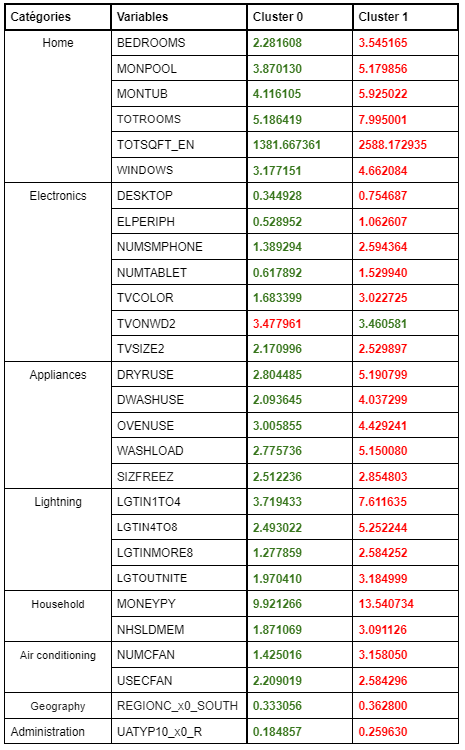 Catégories Variables Cluster 0 Cluster 1
Home BEDROOMS 2.281608 3.545165
MONPOOL 3.870130 5.179856
MONTUB 4.116105 5.925022
TOTROOMS 5.186419 7.995001
TOTSQFT_EN 1381.667361 2588.172935
WINDOWS 3.177151 4.662084
Electronics DESKTOP 0.344928 0.754687
ELPERIPH 0.528952 1.062607
NUMSMPHONE 1.389294 2.594364
NUMTABLET 0.617892 1.529940
TVCOLOR 1.683399 3.022725
TVONWD2 3.477961 3.460581
TVSIZE2 2.170996 2.529897
Appliances DRYRUSE 2.804485 5.190799
DWASHUSE 2.093645 4.037299
OVENUSE 3.005855 4.429241
WASHLOAD 2.775736 5.150080
SIZFREEZ 2.512236 2.854803
Lightning LGTIN1TO4 3.719433 7.611635
LGTIN4TO8 2.493022 5.252244
LGTINMORE8 1.277859 2.584252
LGTOUTNITE 1.970410 3.184999
Household MONEYPY 9.921266 13.540734
NHSLDMEM 1.871069 3.091126
Air conditioning NUMCFAN 1.425016 3.158050
USECFAN 2.209019 2.584296
Geography REGIONC_x0_SOUTH 0.333056 0.362800
Administration UATYP10_x0_R 0.184857 0.259630